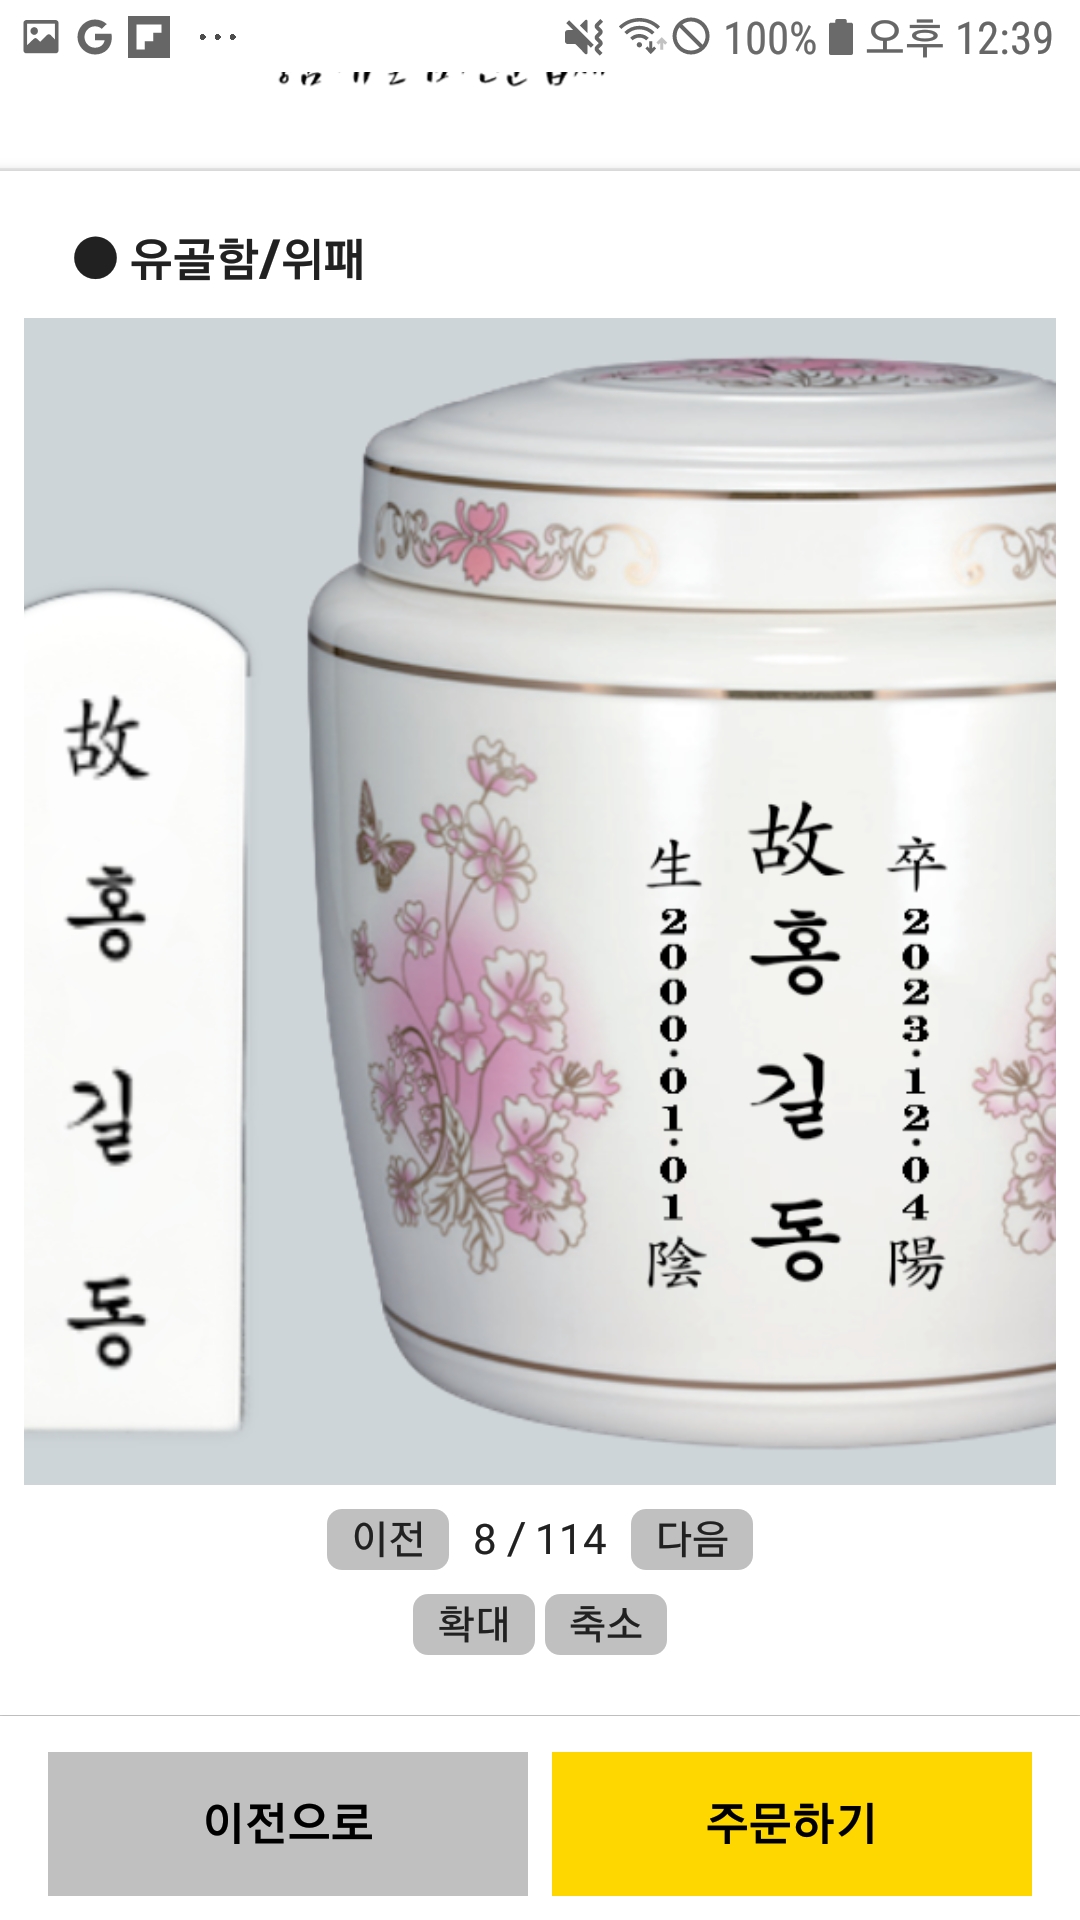 100% 오후 12:39
● 유골함/위패
故 홍 길 동
生 2000.01.01 陰
故 홍 길 동
卒 2023.12.04 陽
이전 8 / 114 다음
확대 축소
이전으로 주문하기